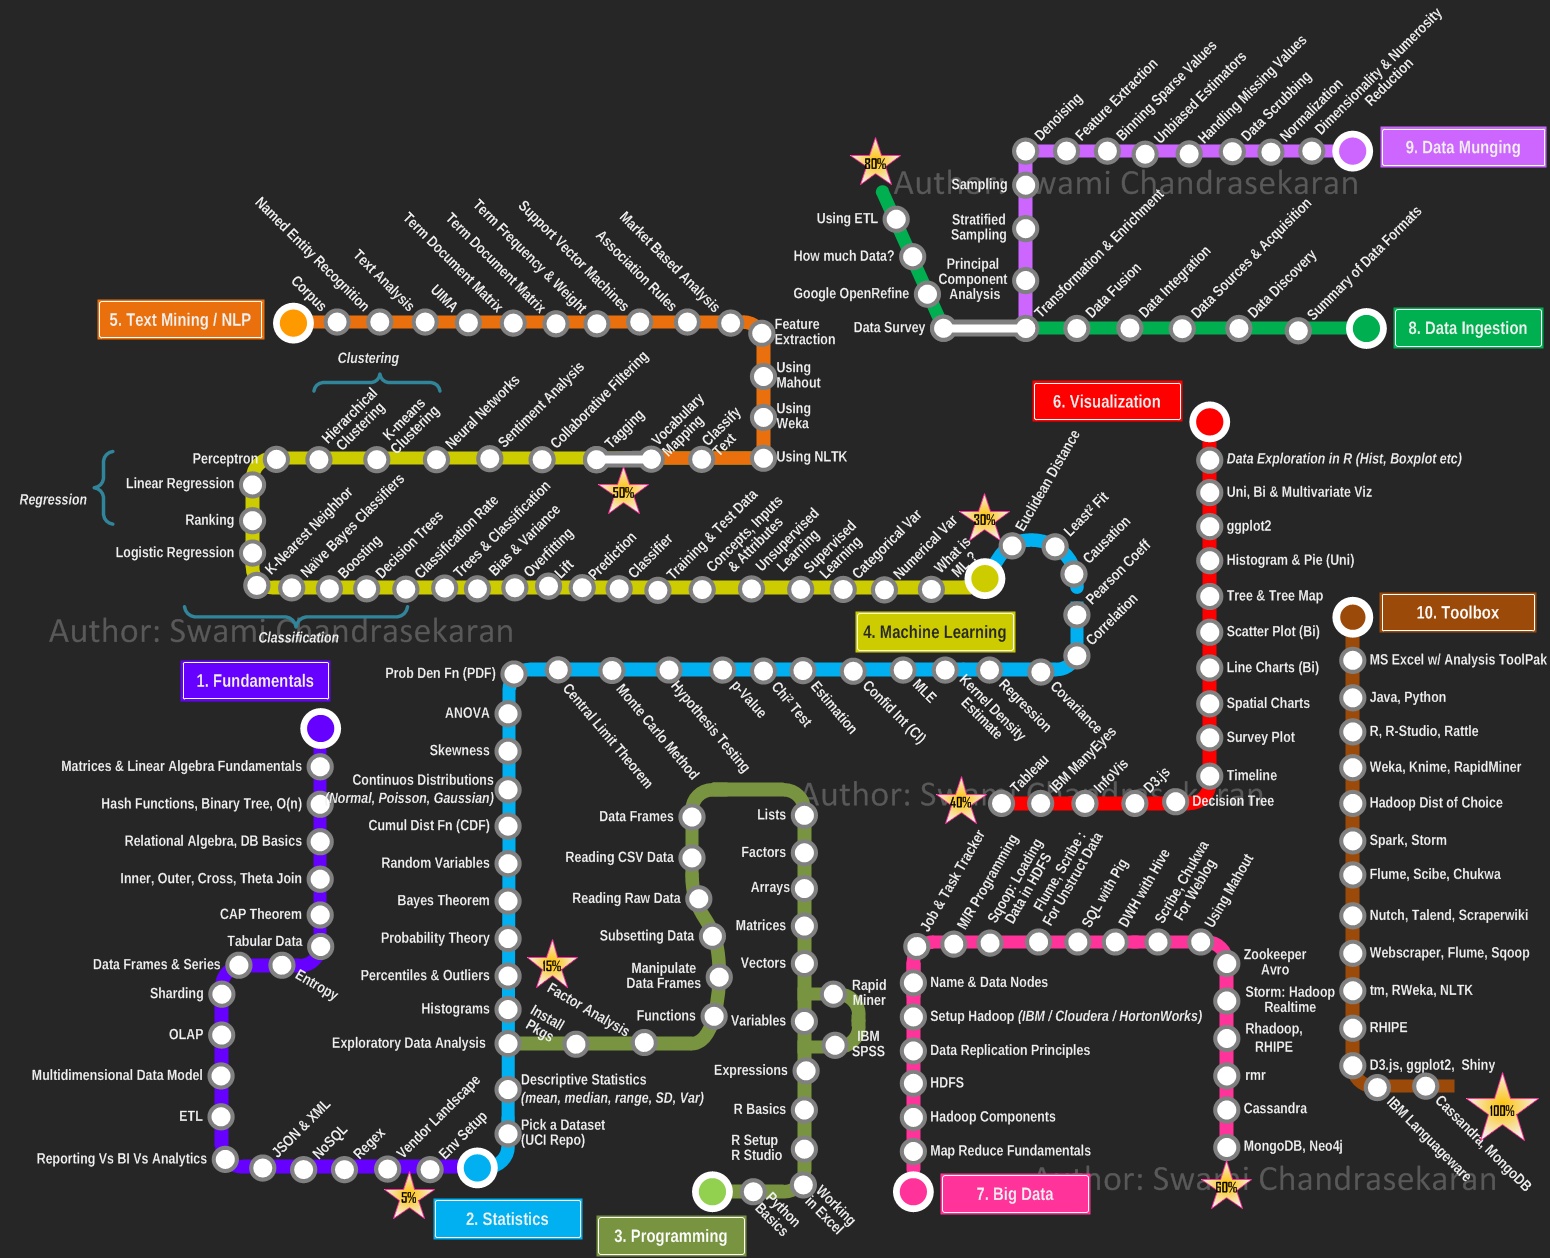 Author: Swami Chandrasekaran
9. Data Munging
Dimensionality & Numerosity
Reduction
Normalization
Data Scrubbing
Handling Missing Values
Unbiased Estimators
Binning Sparse Values
Feature Extraction
Denoising
Sampling
Stratified
Sampling
Principal
Component
Analysis
80%
Using ETL
How much Data?
Google OpenRefine
Data Survey
Transformation & Enrichment
Data Fusion
Data Integration
Data Sources & Acquisition
Data Discovery
Summary of Data Formats
8. Data Ingestion
5. Text Mining / NLP
Corpus
Named Entity Recognition
Text Analysis
UIMA
Term Document Matrix
Term Document Matrix
Term Frequency & Weight
Support Vector Machines
Association Rules
Market Based Analysis
Feature
Extraction
Using
Mahout
Using
Weka
Using NLTK
Classify
Text
Vocabulary
Mapping
50%
Tagging
Collaborative Filtering
Sentiment Analysis
Neural Networks
Clustering
K-means
Clustering
Hierarchical
Clustering
Perceptron
Regression
Linear Regression
Ranking
Logistic Regression
K-Nearest Neighbor
Naive Bayes Classifiers
Boosting
Decision Trees
Classification Rate
Classification
Trees & Classification
Bias & Variance
Overfitting
Lift
Prediction
Classifier
Training & Test Data
Concepts, Inputs
& Attributes
Unsupervised
Learning
Supervised
Learning
Categorical Var
Numerical Var
What is
ML?
4. Machine Learning
30%
Euclidean Distance
Least² Fit
Causation
Pearson Coeff
Correlation
Covariance
Regression
Kernel Density
Estimate
MLE
Confid Int (CI)
Estimation
Chi² Test
p-Value
Hypothesis Testing
Monte Carlo Method
Central Limit Theorem
Prob Den Fn (PDF)
ANOVA
Skewness
Continuos Distributions
(Normal, Poisson, Gaussian)
Cumul Dist Fn (CDF)
Random Variables
Bayes Theorem
Probability Theory
Percentiles & Outliers
Histograms
Exploratory Data Analysis
Descriptive Statistics
(mean, median, range, SD, Var)
Pick a Dataset
(UCI Repo)
2. Statistics
Author: Swami Chandrasekaran
1. Fundamentals
Matrices & Linear Algebra Fundamentals
Hash Functions, Binary Tree, O(n)
Relational Algebra, DB Basics
Inner, Outer, Cross, Theta Join
CAP Theorem
Tabular Data
Entropy
Data Frames & Series
Sharding
OLAP
Multidimensional Data Model
ETL
Reporting Vs BI Vs Analytics
JSON & XML
NoSQL
Regex
Vendor Landscape
Env Setup
5%
15%
Factor Analysis
Install
Pkgs
Functions
Manipulate
Data Frames
Subsetting Data
Reading Raw Data
Reading CSV Data
Data Frames
Lists
Factors
Arrays
Matrices
Vectors
Rapid
Miner
Variables
IBM
SPSS
Expressions
R Basics
R Setup
R Studio
Working
in Excel
Python
Basics
3. Programming
6. Visualization
Data Exploration in R (Hist, Boxplot etc)
Uni, Bi & Multivariate Viz
ggplot2
Histogram & Pie (Uni)
Tree & Tree Map
Scatter Plot (Bi)
Line Charts (Bi)
Spatial Charts
Survey Plot
Timeline
Decision Tree
D3.js
InfoVis
IBM ManyEyes
Tableau
40%
Author: Swami Chandrasekaran
Job & Task Tracker
M/R Programming
Sqoop: Loading
Data in HDFS
Flume, Scribe :
For Unstruct Data
SQL with Pig
DWH with Hive
Scribe, Chukwa
For Weblog
Using Mahout
Zookeeper
Avro
Storm: Hadoop
Realtime
Rhadoop,
RHIPE
rmr
Cassandra
MongoDB, Neo4j
60%
Name & Data Nodes
Setup Hadoop (IBM / Cloudera / HortonWorks)
Data Replication Principles
HDFS
Hadoop Components
Map Reduce Fundamentals
7. Big Data
Author: Swami Chandrasekaran
10. Toolbox
MS Excel w/ Analysis ToolPak
Java, Python
R, R-Studio, Rattle
Weka, Knime, RapidMiner
Hadoop Dist of Choice
Spark, Storm
Flume, Scibe, Chukwa
Nutch, Talend, Scraperwiki
Webscraper, Flume, Sqoop
tm, RWeka, NLTK
RHIPE
D3.js, ggplot2, Shiny
IBM Languageware
Cassandra, MongoDB
100%